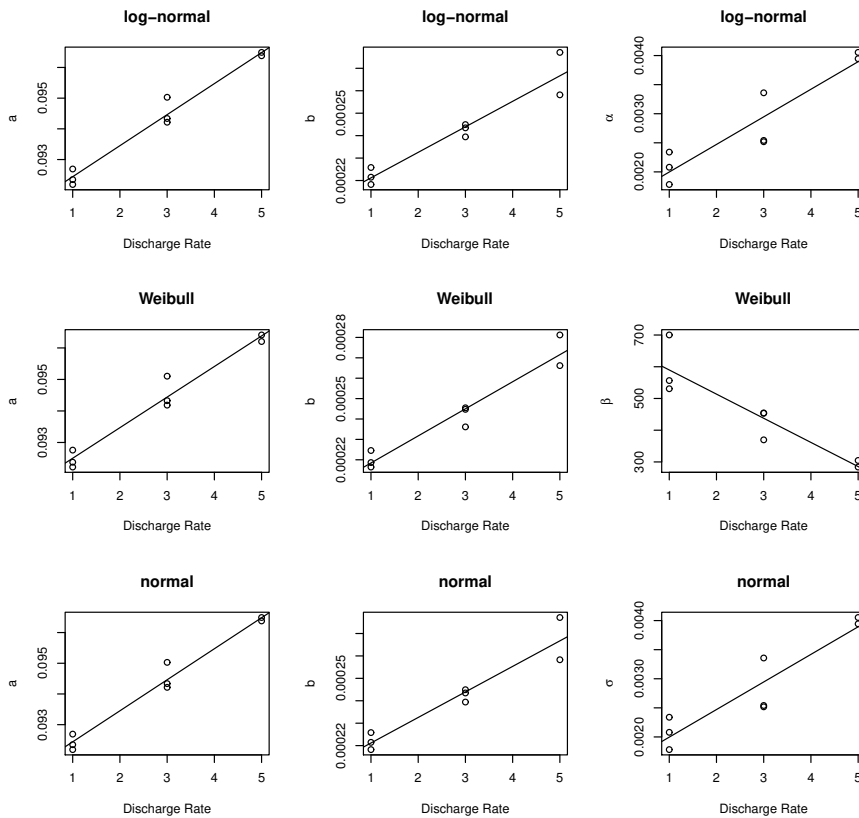 log-normal
log-normal
log-normal
a
0.093
0.095
1 2 3 4 5
Discharge Rate
b
0.00022
0.00025
1 2 3 4 5
Discharge Rate
α
0.0020
0.0030
0.0040
1 2 3 4 5
Discharge Rate
Weibull
Weibull
Weibull
a
0.093
0.095
1 2 3 4 5
Discharge Rate
b
0.00022
0.00025
0.00028
1 2 3 4 5
Discharge Rate
β
300
500
700
1 2 3 4 5
Discharge Rate
normal
normal
normal
a
0.093
0.095
1 2 3 4 5
Discharge Rate
b
0.00022
0.00025
1 2 3 4 5
Discharge Rate
σ
0.0020
0.0030
0.0040
1 2 3 4 5
Discharge Rate